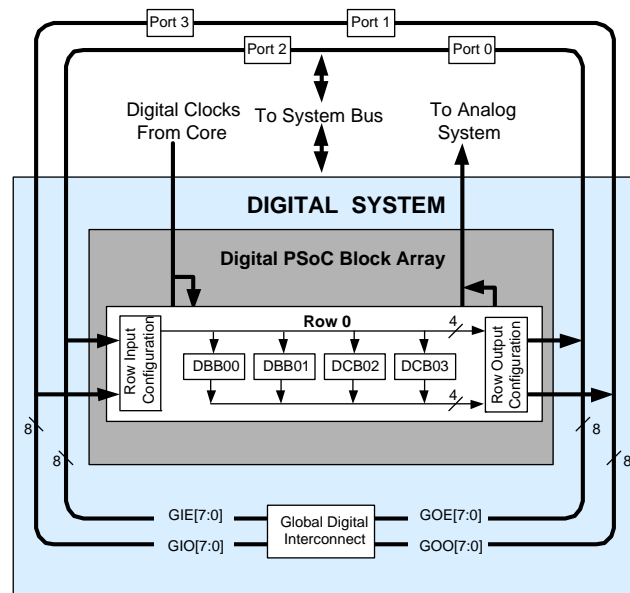 Port 3
Port 1
Port 2
Port 0
Digital Clocks
From Core
To System Bus
To Analog
System
DIGITAL SYSTEM
Digital PSoC Block Array
Row Input
Configuration
Row 0
4
DBB00
DBB01
DCB02
DCB03
4
Row Output
Configuration
8
8
8
8
GIE[7:0]
GIO[7:0]
Global Digital
Interconnect
GOE[7:0]
GOO[7:0]